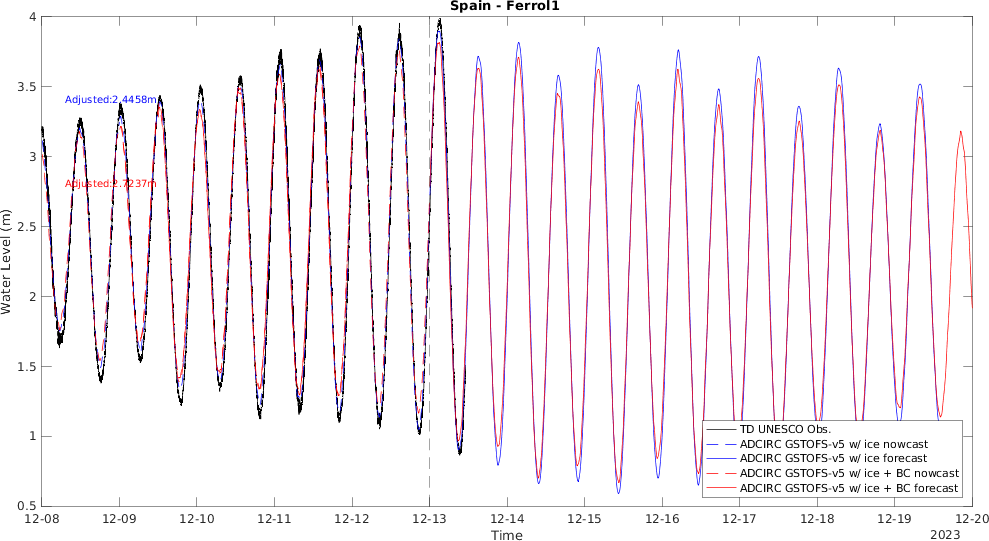 Spain - Ferrol1
4
3.5
3
2.5
2
1.5
1
0.5
Water Level (m)
Adjusted:2.4458m
Adjusted:2.7237m
TD UNESCO Obs.
ADCIRC GSTOFS-v5 w/ ice nowcast
ADCIRC GSTOFS-v5 w/ ice forecast
ADCIRC GSTOFS-v5 w/ ice + BC nowcast
ADCIRC GSTOFS-v5 w/ ice + BC forecast
12-08 12-09 12-10 12-11 12-12 12-13 12-14 12-15 12-16 12-17 12-18 12-19 12-20
Time
2023